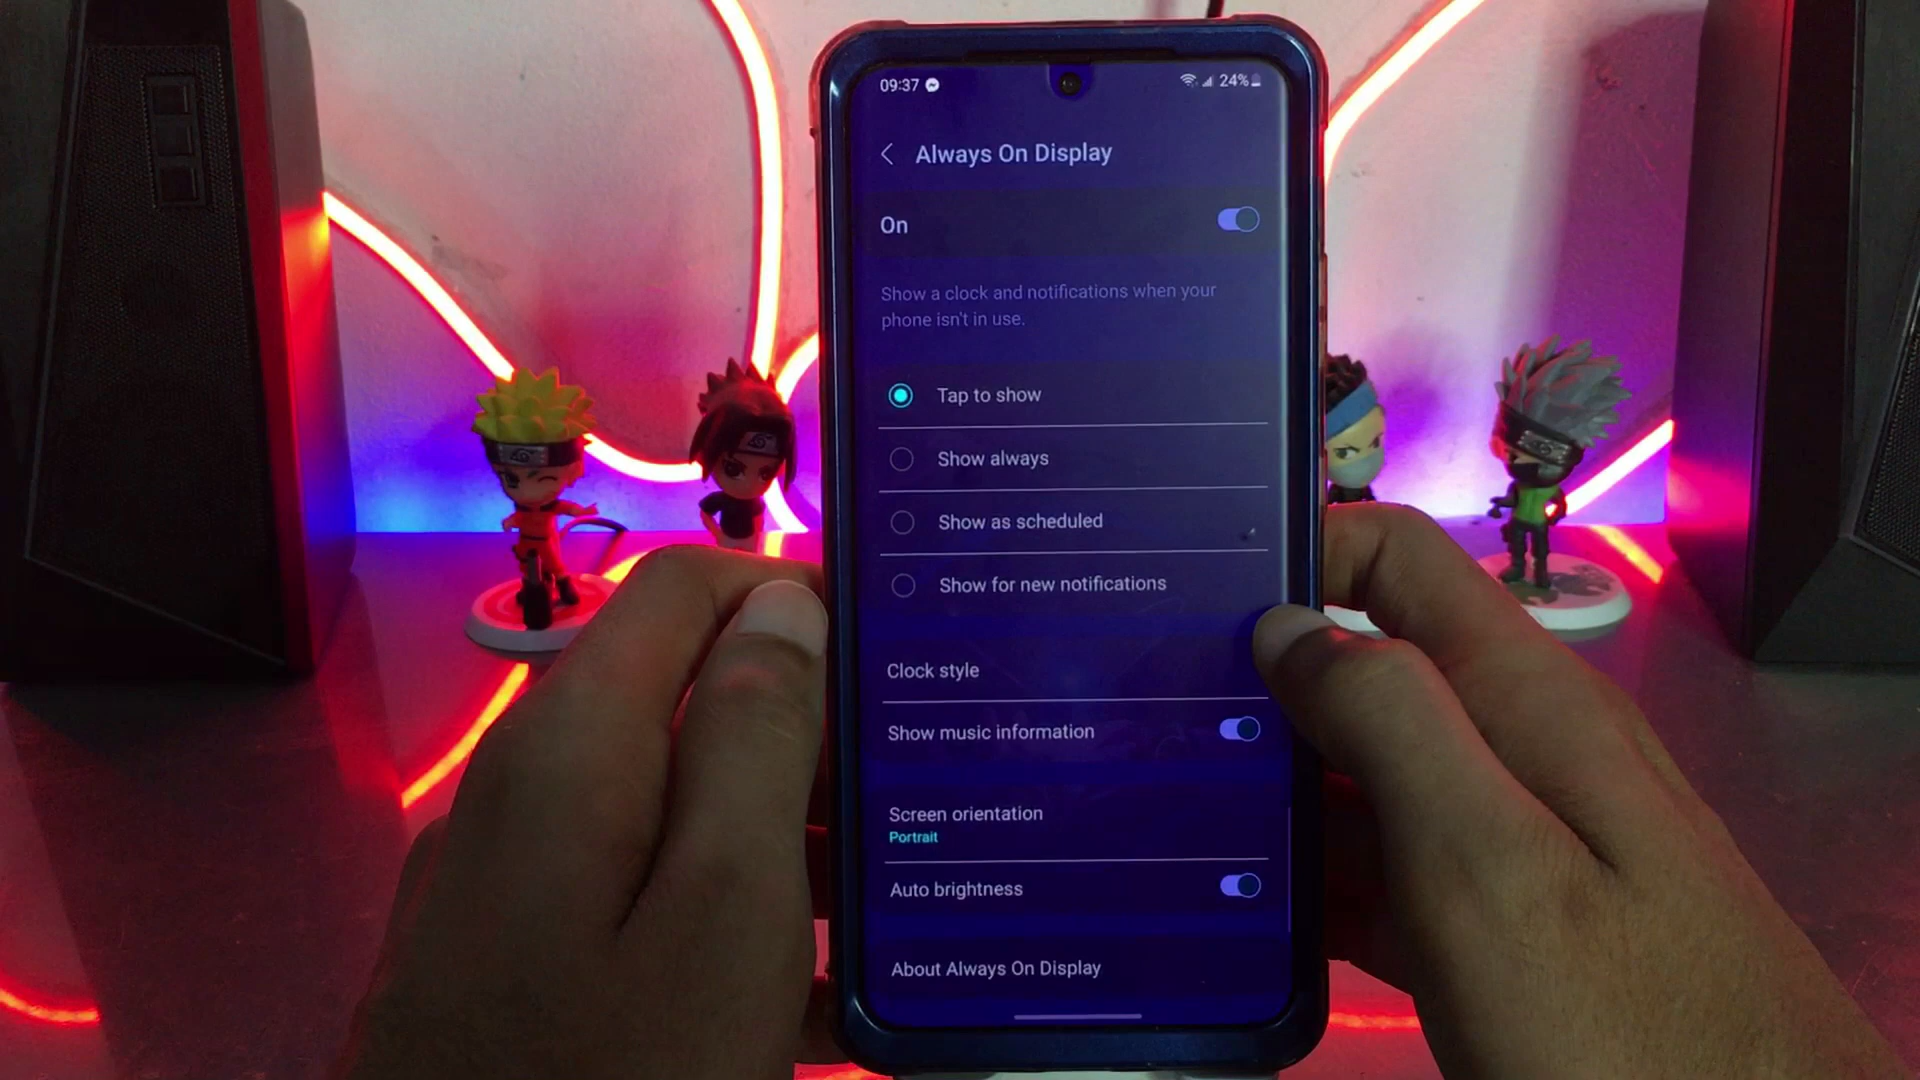 09:37
24%
Always On Display
On
Show a clock and notifications when your
phone isn't in use.
Tap to show
Show always
Show as scheduled
Show for new notifications
Clock style
Show music information
Screen orientation
Portrait
Auto brightness
About Always On Display